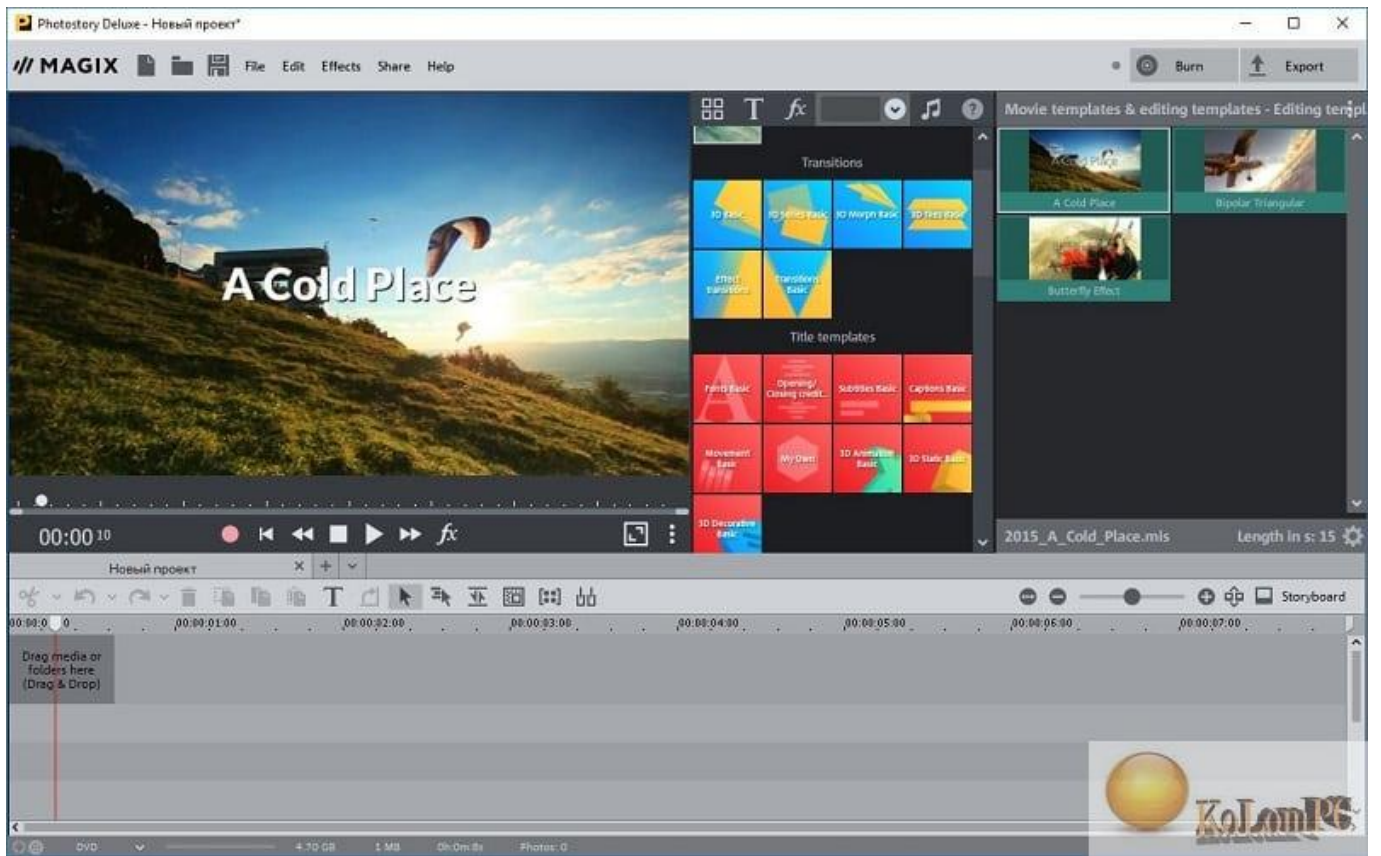 Photostory Deluxe - Новый проект*
MAGIX File Edit Effects Share Help Burn Export
Movie templates & editing templates - Editing templ
T fx
Transitions
3D Basic
3D Series Basic
3D Morph Basic
3D Tiles Basic
Effect
transitions
Transitions
Basic
Title templates
Fonts Basic
Opening/
Closing credit...
Subtitles Basic
Captions Basic
Movement
Basic
My Own
3D Animation
Basic
3D Static Basic
3D Decorative
Basic
A Cold Place
A Cold Place
A Cold Place
Bipolar Triangular
Butterfly Effect
00:00 10
fx
2015_A_Cold_Place.mis Length in s: 15
Новый проект
T Storyboard
00:00:01:00 00:00:02:00 00:00:03:00 00:00:04:00 00:00:05:00 00:00:06:00 00:00:07:00
Drag media or
folders here
(Drag & Drop)
DVD 4.70 GB 1 MB 0h:0m:8s Photos: 0
KoLomPC